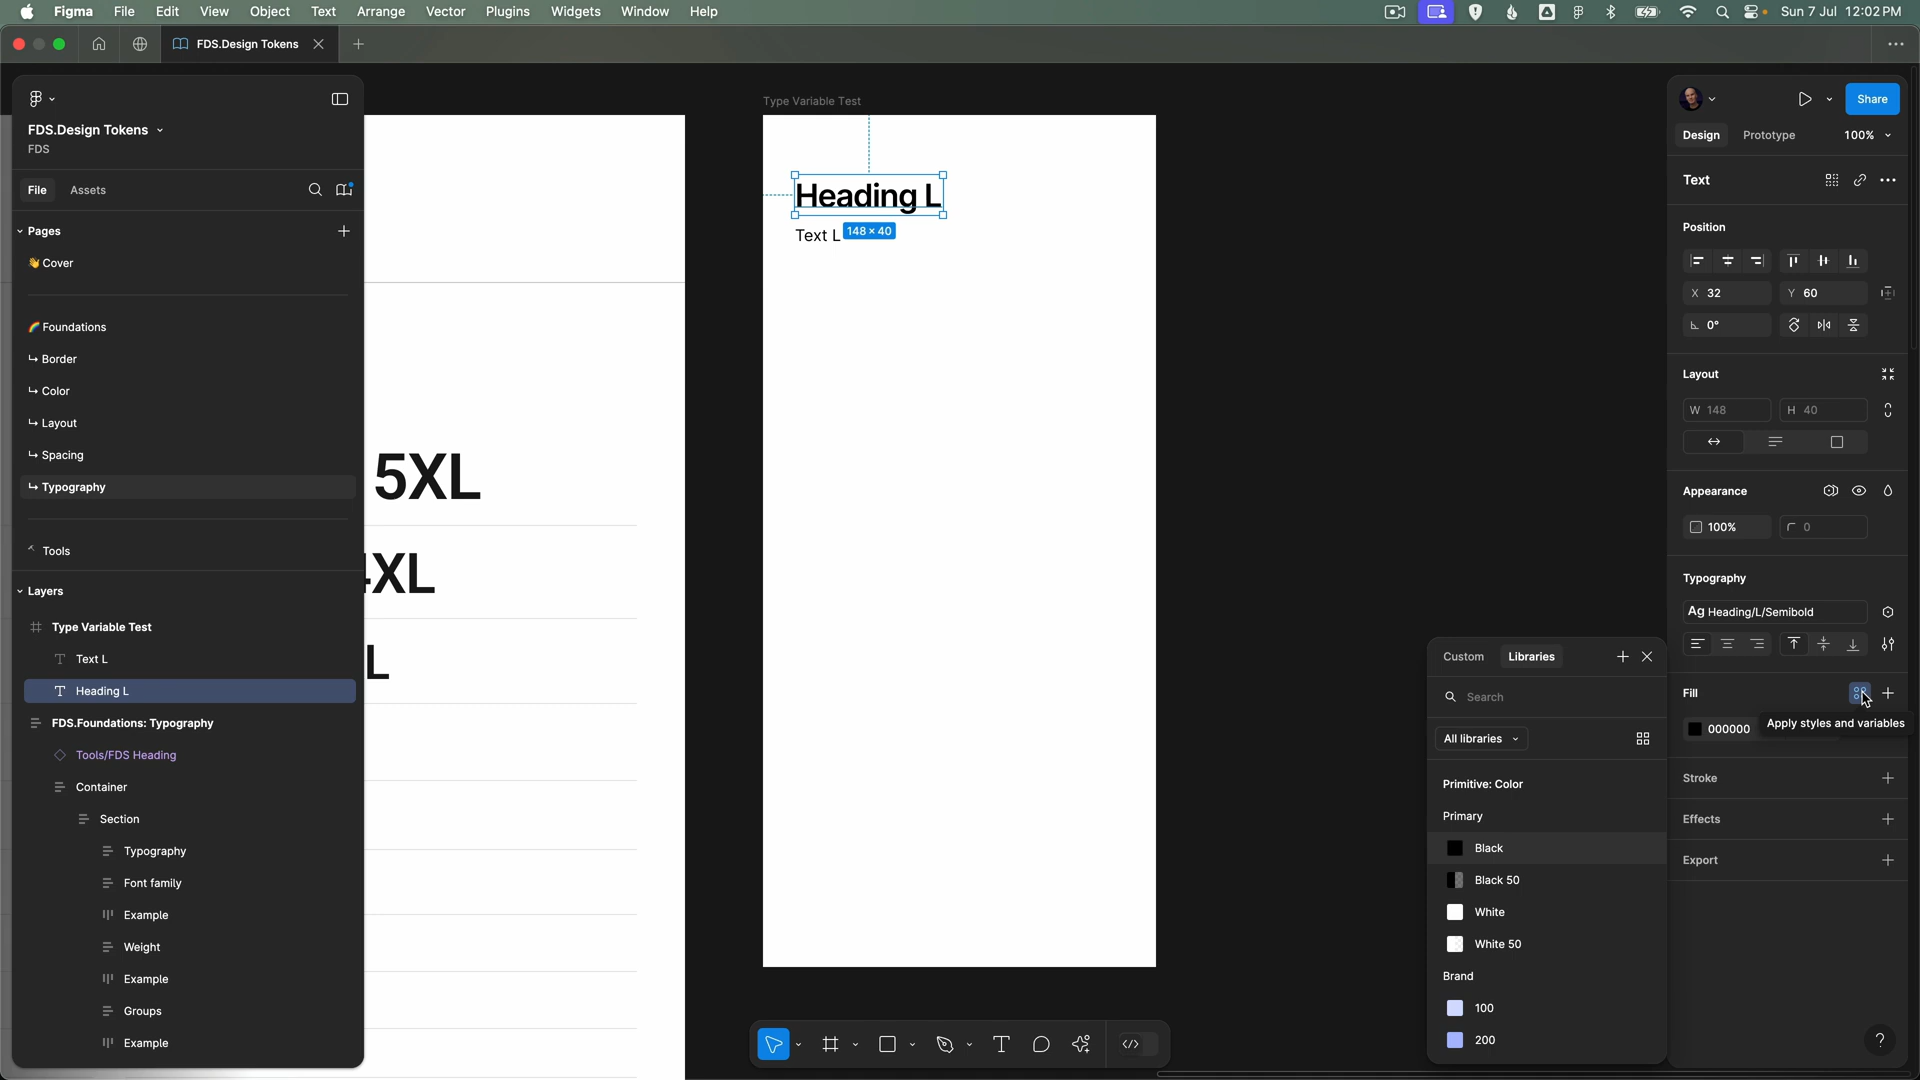 Figma File Edit View Object Text Arrange Vector Plugins Widgets Window Help Sun 7 Jul 12:02 PM
FDS.Design Tokens
FDS.Design Tokens
FDS
File Assets
Pages
Cover
Foundations
Border
Color
Layout
Spacing
Typography
Tools
Layers
Type Variable Test
Text L
Heading L
FDS.Foundations: Typography
Tools/FDS Heading
Container
Section
Typography
Font family
Example
Weight
Example
Groups
Example
5XL
4XL
L
Type Variable Test
Heading L
Text L
148 × 40
Custom Libraries
Search
All libraries
Primitive: Color
Primary
Black
Black 50
White
White 50
Brand
100
200
Share
Design Prototype 100%
Text
Position
X 32 Y 60
0°
Layout
W 148 H 40
Appearance
100% 0
Typography
Ag Heading/L/Semibold
Fill
000000
Apply styles and variables
Stroke
Effects
Export
?